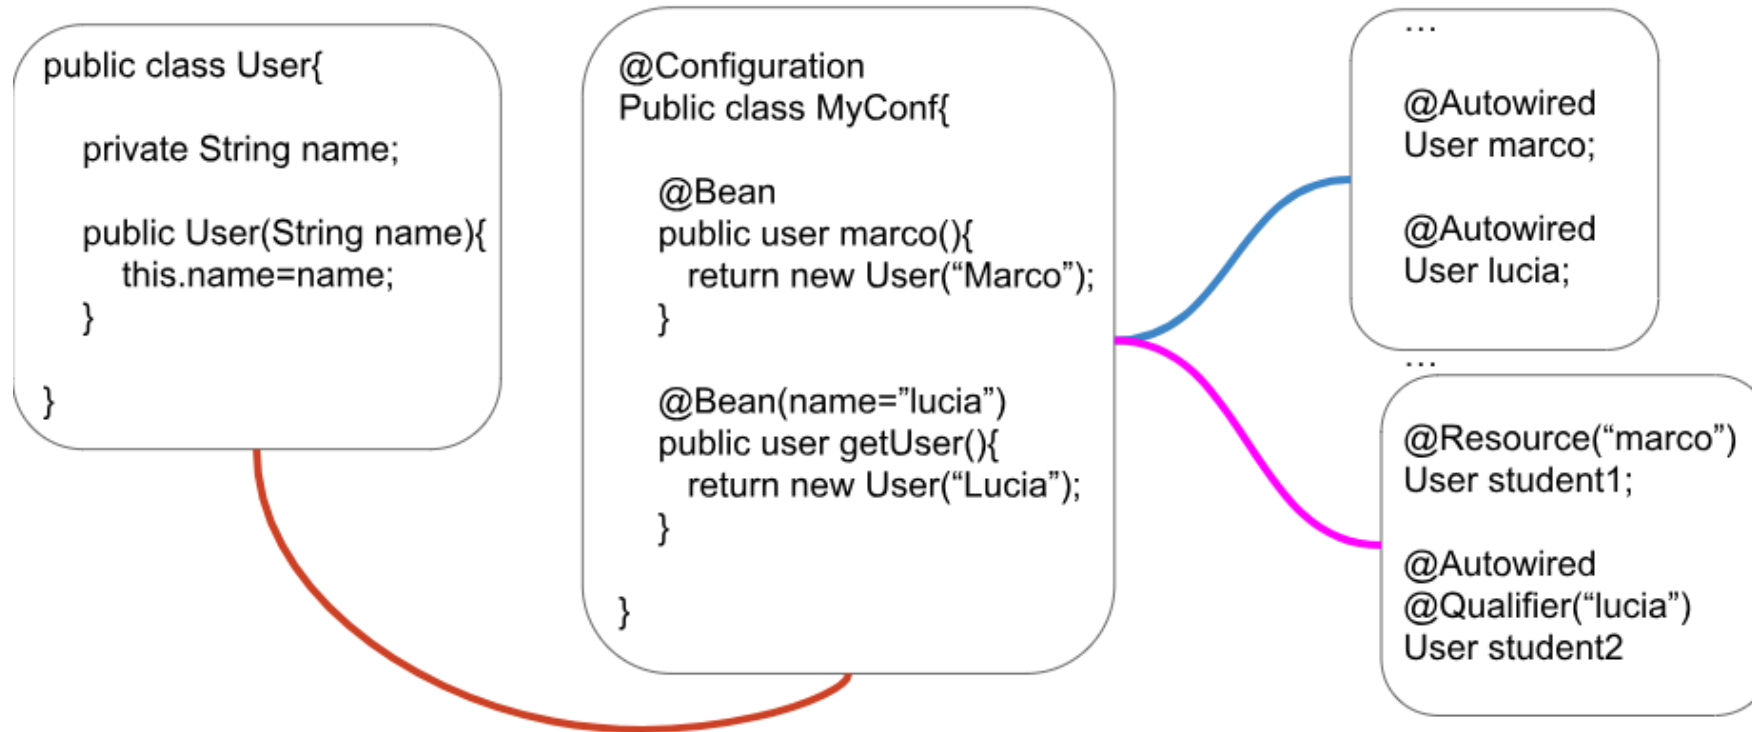 public class User{
private String name;
public User(String name){
this.name=name;
}
}
@Configuration
Public class MyConf{
@Bean
public user marco(){
return new User(“Marco”);
}
@Bean(name=”lucia”)
public user getUser(){
return new User(“Lucia”);
}
}
...
@Autowired
User marco;
@Autowired
User lucia;
...
@Resource(“marco”)
User student1;
@Autowired
@Qualifier(“lucia”)
User student2